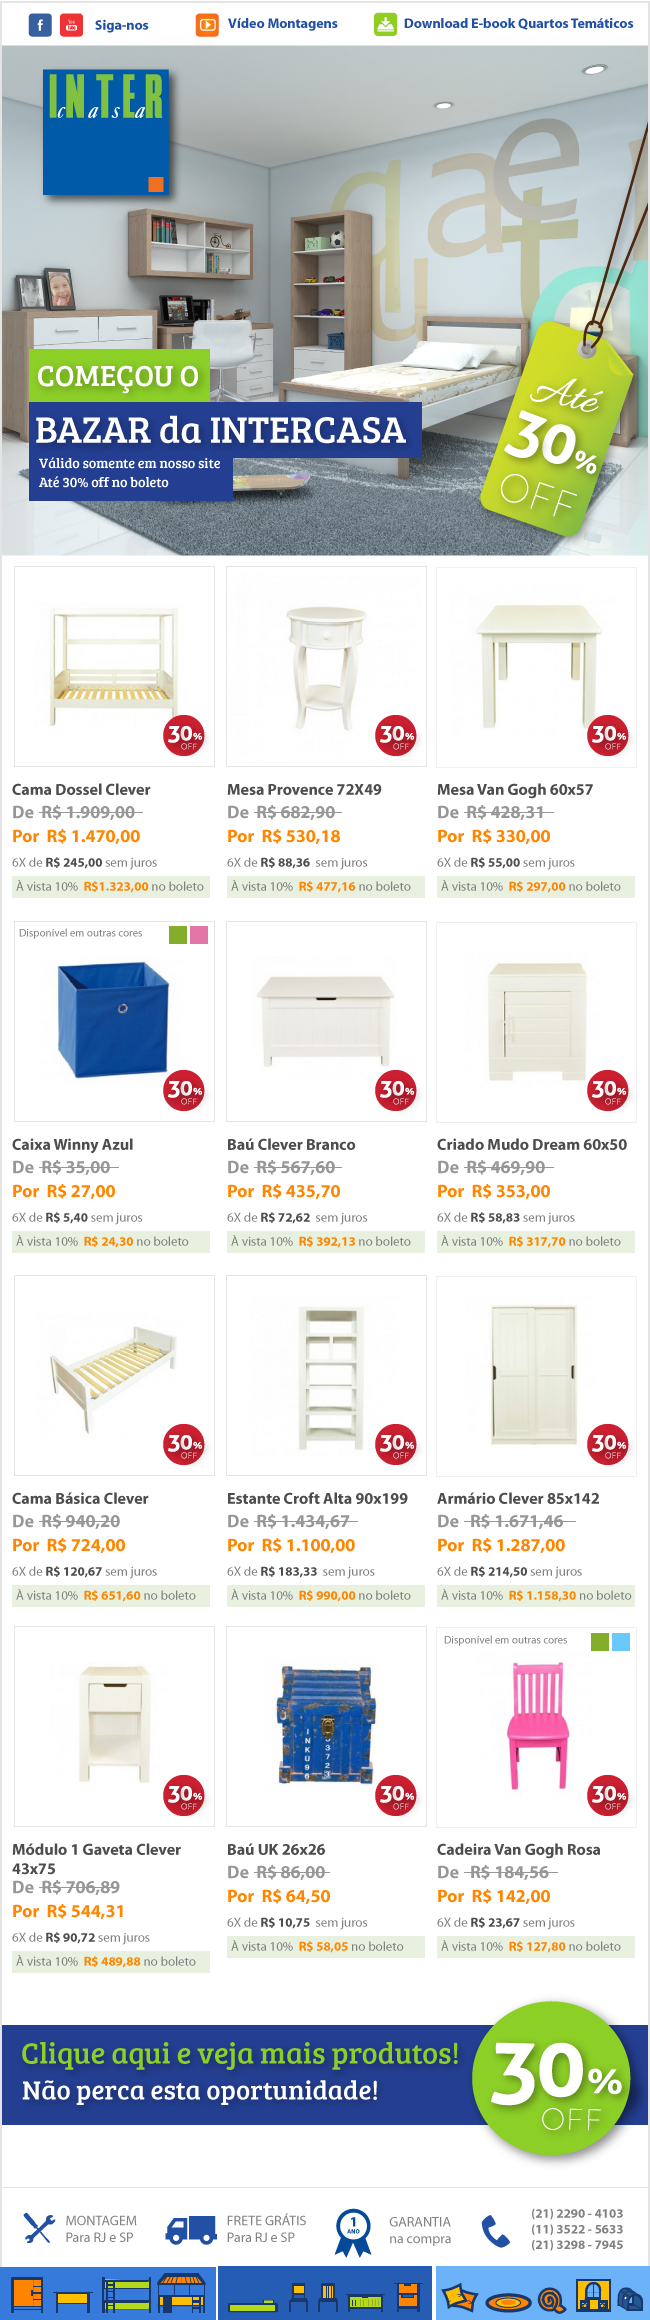 Siga-nos
Vídeo Montagens
Download E-book Quartos Temáticos
INTER
casa
COMEÇOU O
BAZAR da INTERCASA
Válido somente em nosso site
Até 30% off no boleto
Até
30%
OFF
30%
OFF
30%
OFF
30%
OFF
Cama Dossel Clever
De R$ 1.909,00
Por R$ 1.470,00
6X de R$ 245,00 sem juros
À vista 10% R$1.323,00 no boleto
Mesa Provence 72X49
De R$ 682,90
Por R$ 530,18
6X de R$ 88,36 sem juros
À vista 10% R$ 477,16 no boleto
Mesa Van Gogh 60x57
De R$ 428,31
Por R$ 330,00
6X de R$ 55,00 sem juros
À vista 10% R$ 297,00 no boleto
Disponível em outras cores
30%
OFF
30%
OFF
30%
OFF
Caixa Winny Azul
De R$ 35,00
Por R$ 27,00
6X de R$ 5,40 sem juros
À vista 10% R$ 24,30 no boleto
Baú Clever Branco
De R$ 567,60
Por R$ 435,70
6X de R$ 72,62 sem juros
À vista 10% R$ 392,13 no boleto
Criado Mudo Dream 60x50
De R$ 469,90
Por R$ 353,00
6X de R$ 58,83 sem juros
À vista 10% R$ 317,70 no boleto
30%
OFF
30%
OFF
30%
OFF
Cama Básica Clever
De R$ 940,20
Por R$ 724,00
6X de R$ 120,67 sem juros
À vista 10% R$ 651,60 no boleto
Estante Croft Alta 90x199
De R$ 1.434,67
Por R$ 1.100,00
6X de R$ 183,33 sem juros
À vista 10% R$ 990,00 no boleto
Armário Clever 85x142
De R$ 1.671,46
Por R$ 1.287,00
6X de R$ 214,50 sem juros
À vista 10% R$ 1.158,30 no boleto
30%
OFF
INKU96
33723
30%
OFF
Disponível em outras cores
30%
OFF
Módulo 1 Gaveta Clever
43x75
De R$ 706,89
Por R$ 544,31
6X de R$ 90,72 sem juros
À vista 10% R$ 489,88 no boleto
Baú UK 26x26
De R$ 86,00
Por R$ 64,50
6X de R$ 10,75 sem juros
À vista 10% R$ 58,05 no boleto
Cadeira Van Gogh Rosa
De R$ 184,56
Por R$ 142,00
6X de R$ 23,67 sem juros
À vista 10% R$ 127,80 no boleto
Clique aqui e veja mais produtos!
Não perca esta oportunidade!
30%
OFF
MONTAGEM
Para RJ e SP
FRETE GRÁTIS
Para RJ e SP
1
ANO
GARANTIA
na compra
(21) 2290 - 4103
(11) 3522 - 5633
(21) 3298 - 7945